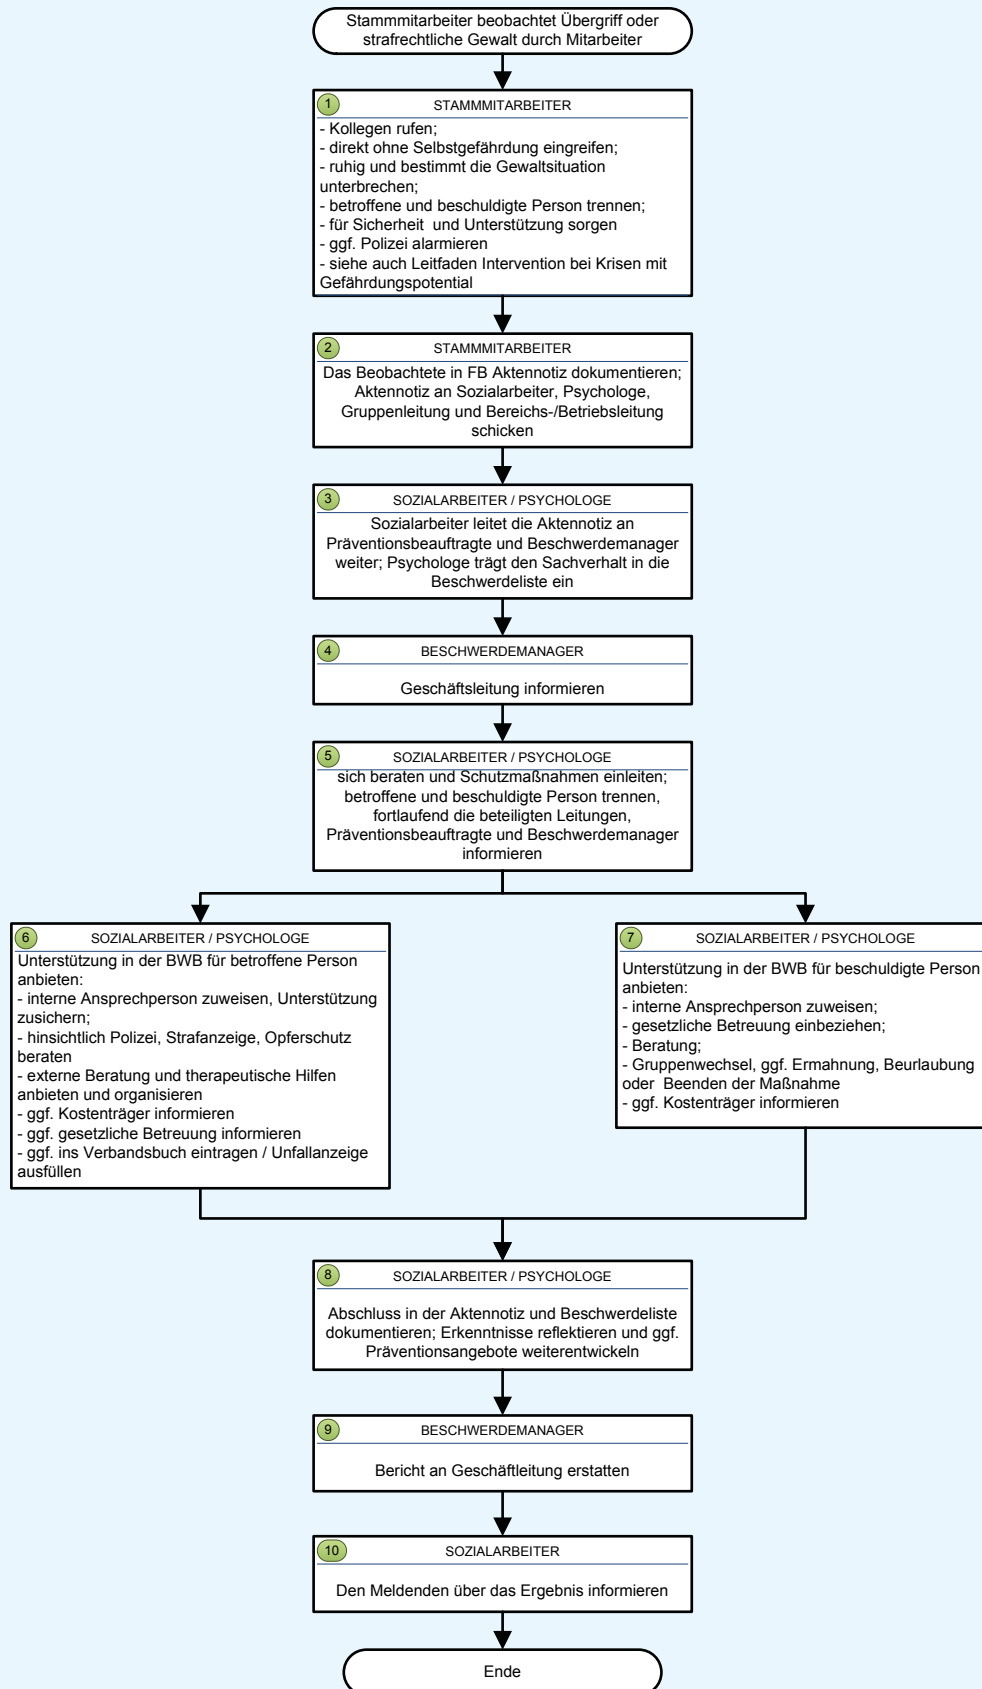 Stammmitarbeiter beobachtet Übergriff oder
strafrechtliche Gewalt durch Mitarbeiter
1
STAMMMITARBEITER
- Kollegen rufen;
- direkt ohne Selbstgefährdung eingreifen;
- ruhig und bestimmt die Gewaltsituation
unterbrechen;
- betroffene und beschuldigte Person trennen;
- für Sicherheit und Unterstützung sorgen
- ggf. Polizei alarmieren
- siehe auch Leitfaden Intervention bei Krisen mit
Gefährdungspotential
2
STAMMMITARBEITER
Das Beobachtete in FB Aktennotiz dokumentieren;
Aktennotiz an Sozialarbeiter, Psychologe,
Gruppenleitung und Bereichs-/Betriebsleitung
schicken
3
SOZIALARBEITER / PSYCHOLOGE
Sozialarbeiter leitet die Aktennotiz an
Präventionsbeauftragte und Beschwerdemanager
weiter; Psychologe trägt den Sachverhalt in die
Beschwerdeliste ein
4
BESCHWERDEMANAGER
Geschäftsleitung informieren
5
SOZIALARBEITER / PSYCHOLOGE
sich beraten und Schutzmaßnahmen einleiten;
betroffene und beschuldigte Person trennen,
fortlaufend die beteiligten Leitungen,
Präventionsbeauftragte und Beschwerdemanager
informieren
6
SOZIALARBEITER / PSYCHOLOGE
Unterstützung in der BWB für betroffene Person
anbieten:
- interne Ansprechperson zuweisen, Unterstützung
zusichern;
- hinsichtlich Polizei, Strafanzeige, Opferschutz
beraten
- externe Beratung und therapeutische Hilfen
anbieten und organisieren
- ggf. Kostenträger informieren
- ggf. gesetzliche Betreuung informieren
- ggf. ins Verbandsbuch eintragen / Unfallanzeige
ausfüllen
7
SOZIALARBEITER / PSYCHOLOGE
Unterstützung in der BWB für beschuldigte Person
anbieten:
- interne Ansprechperson zuweisen;
- gesetzliche Betreuung einbeziehen;
- Beratung;
- Gruppenwechsel, ggf. Ermahnung, Beurlaubung
oder Beenden der Maßnahme
- ggf. Kostenträger informieren
8
SOZIALARBEITER / PSYCHOLOGE
Abschluss in der Aktennotiz und Beschwerdeliste
dokumentieren; Erkenntnisse reflektieren und ggf.
Präventionsangebote weiterentwickeln
9
BESCHWERDEMANAGER
Bericht an Geschäftleitung erstatten
10
SOZIALARBEITER
Den Meldenden über das Ergebnis informieren
Ende